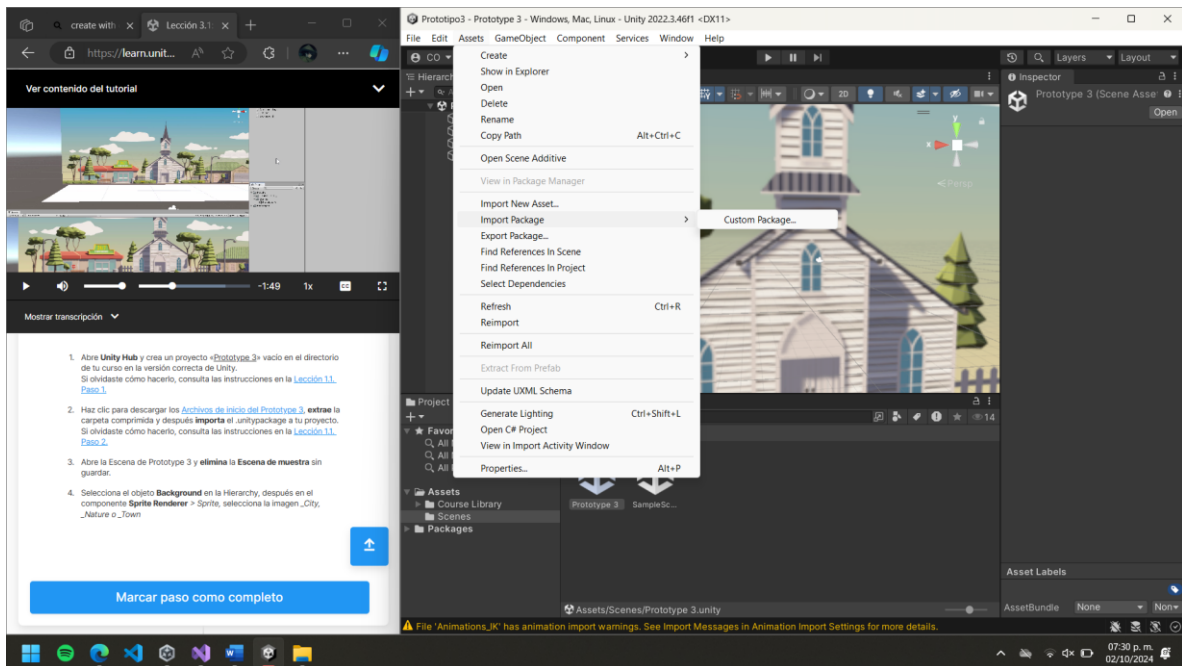 create with
Lección 3.1
https://learn.unit...
Ver contenido del tutorial
-1:49
1x
Mostrar transcripción
1. Abre Unity Hub y crea un proyecto «Prototype 3» vacío en el directorio
de tu curso en la versión correcta de Unity.
Si olvidaste cómo hacerlo, consulta las instrucciones en la Lección 1.1.
Paso 1.
2. Haz clic para descargar los Archivos de inicio del Prototype 3, extrae la
carpeta comprimida y después importa el .unitypackage a tu proyecto.
Si olvidaste cómo hacerlo, consulta las instrucciones en la Lección 1.1.
Paso 2.
3. Abre la Escena de Prototype 3 y elimina la Escena de muestra sin
guardar.
4. Selecciona el objeto Background en la Hierarchy, después en el
componente Sprite Renderer > Sprite, selecciona la imagen _City,
_Nature o _Town
Marcar paso como completo
Prototipo3 - Prototype 3 - Windows, Mac, Linux - Unity 2022.3.46f1 <DX11>
File Edit Assets GameObject Component Services Window Help
CO
Layers
Layout
Hierarch
2D
Persp
Create
Show in Explorer
Open
Delete
Rename
Copy Path Alt+Ctrl+C
Open Scene Additive
View in Package Manager
Import New Asset...
Import Package
Custom Package...
Export Package...
Find References In Scene
Find References In Project
Select Dependencies
Refresh Ctrl+R
Reimport
Reimport All
Extract From Prefab
Update UXML Schema
Generate Lighting Ctrl+Shift+L
Open C# Project
View in Import Activity Window
Properties... Alt+P
Inspector
Prototype 3 (Scene Asse
Open
Project
14
Favor
All
All
All
Assets
Course Library
Scenes
Packages
Prototype 3
SampleSc...
Assets/Scenes/Prototype 3.unity
Asset Labels
AssetBundle None Non
File 'Animations_IK' has animation import warnings. See Import Messages in Animation Import Settings for more details.
07:30 p. m.
02/10/2024